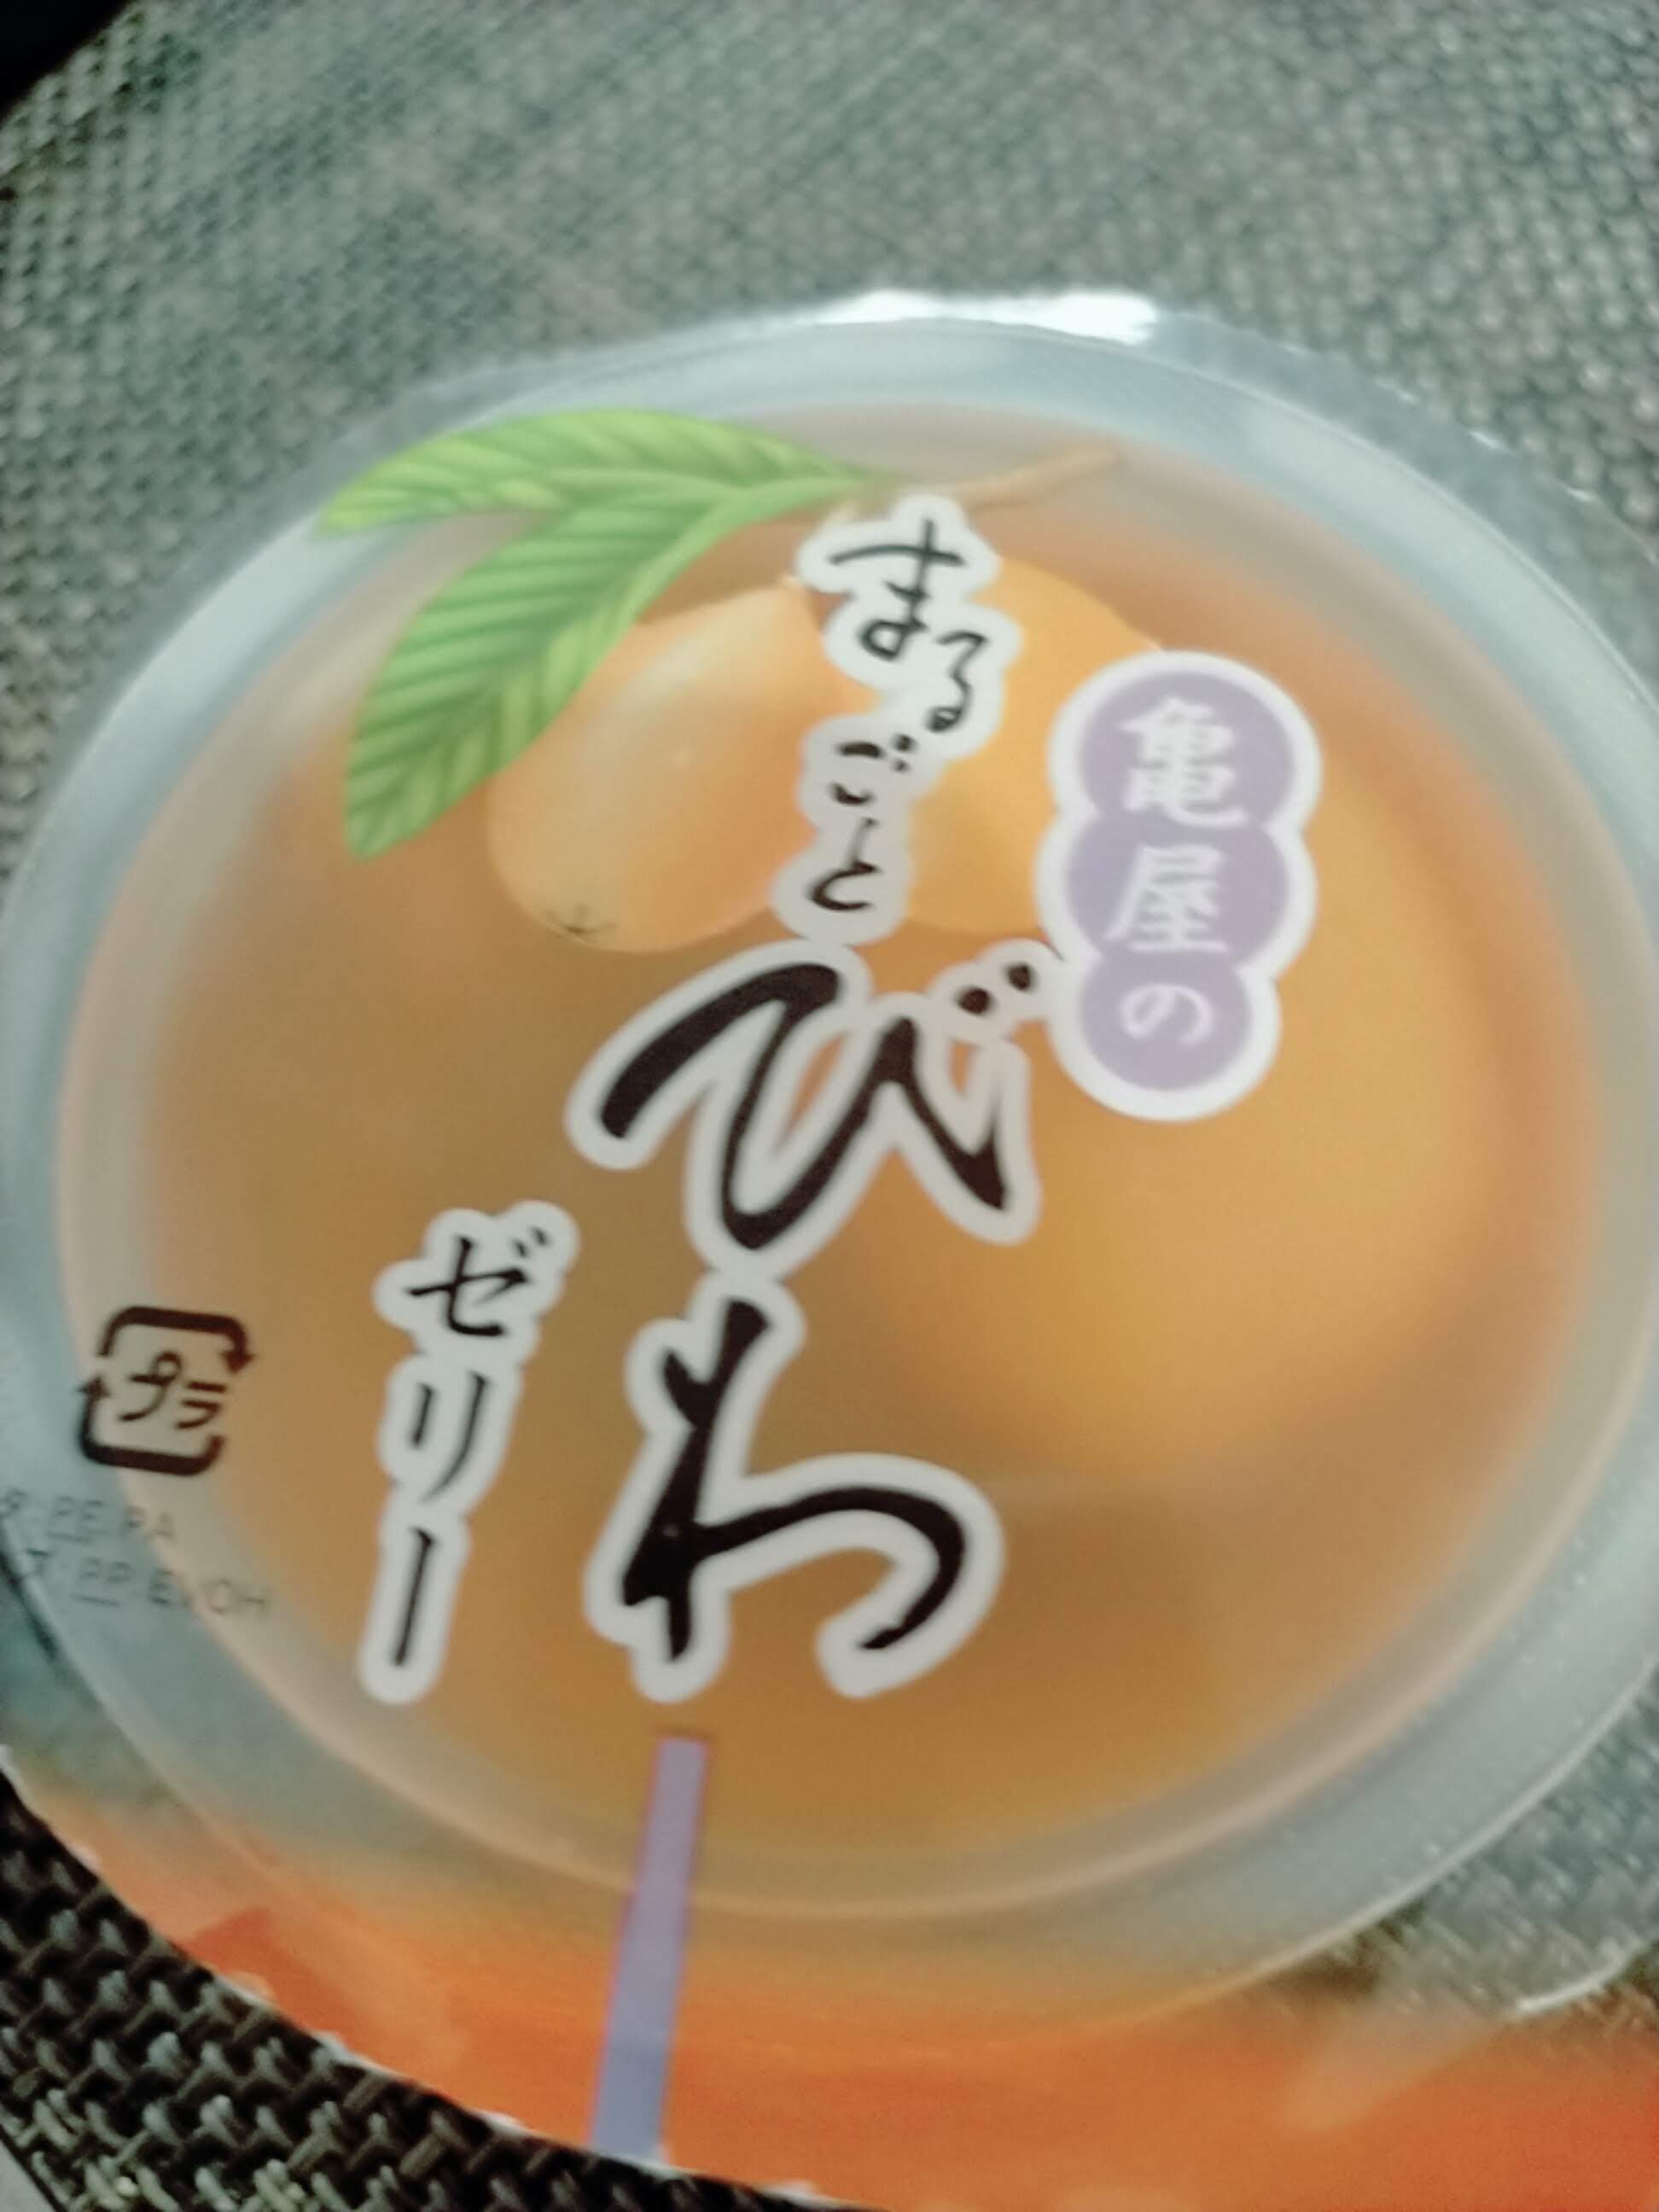 亀屋の
まるごと
びわ
ゼリー
プラ